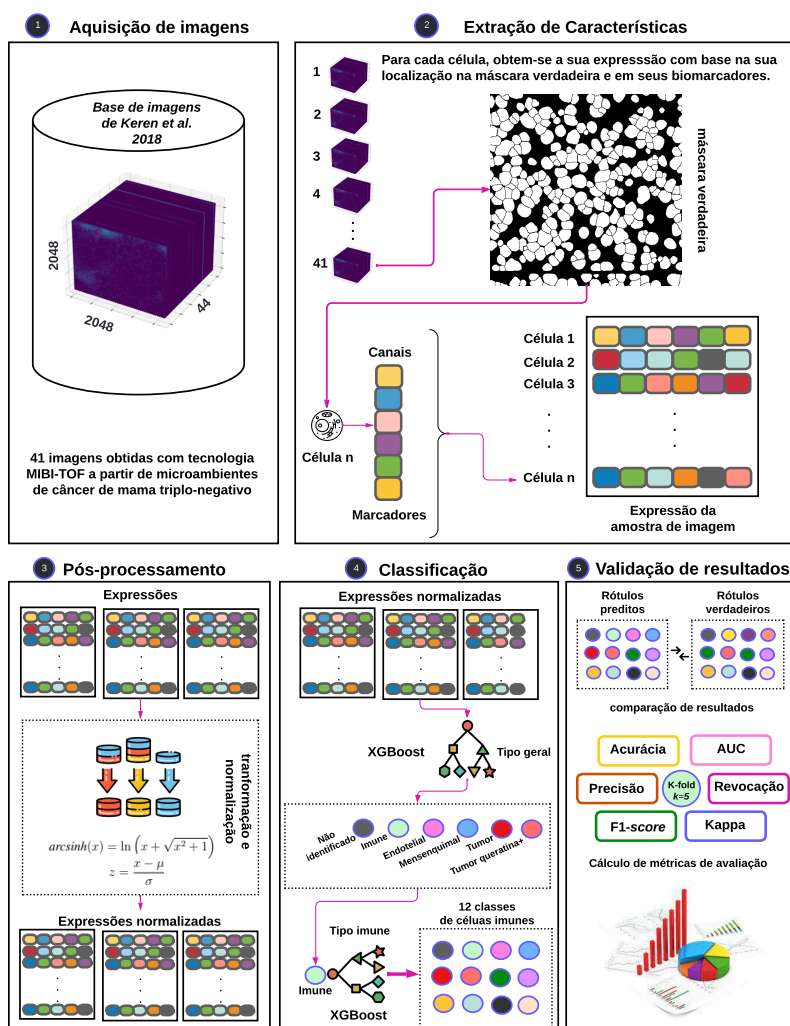 1 Aquisição de imagens
Base de imagens
de Keren et al.
2018
2048
2048
44
41 imagens obtidas com tecnologia
MIBI-TOF a partir de microambientes
de câncer de mama triplo-negativo
2 Extração de Características
Para cada célula, obtem-se a sua expresssão com base na sua
localização na máscara verdadeira e em seus biomarcadores.
1
2
3
4
41
máscara verdadeira
Canais
Célula n
Marcadores
Célula 1
Célula 2
Célula 3
Célula n
Expressão da
amostra de imagem
3 Pós-processamento
Expressões
tranformação e
normalização
arcsinh(x) = ln (x + √x² + 1)
z = x − μ
σ
Expressões normalizadas
4 Classificação
Expressões normalizadas
XGBoost
Tipo geral
Não
identificado
Imune
Endotelial
Mensenquimal
Tumor
Tumor queratina+
12 classes
de céluas imunes
Tipo imune
Imune
XGBoost
5 Validação de resultados
Rótulos
preditos
Rótulos
verdadeiros
comparação de resultados
Acurácia
AUC
Precisão
K-fold
k=5
Revocação
F1-score
Kappa
Cálculo de métricas de avaliação